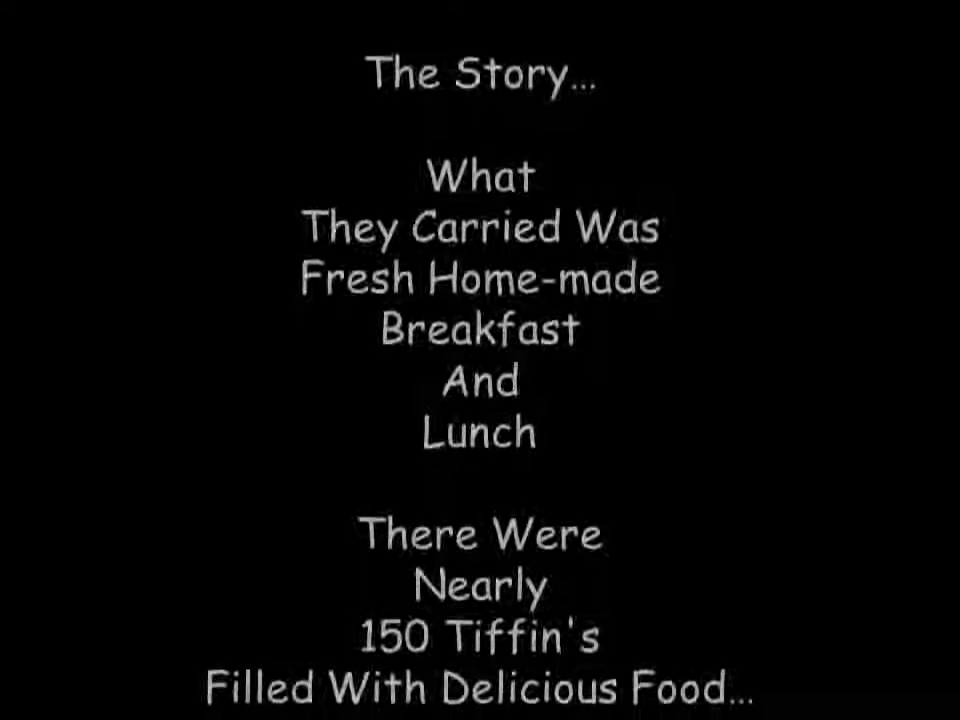 The Story...
What
They Carried Was
Fresh Home-made
Breakfast
And
Lunch
There Were
Nearly
150 Tiffin's
Filled With Delicious Food...